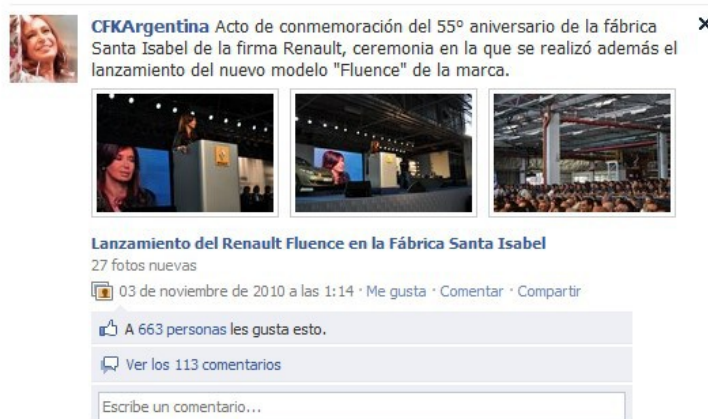 CFKArgentina Acto de conmemoración del 55º aniversario de la fábrica
Santa Isabel de la firma Renault, ceremonia en la que se realizó además el
lanzamiento del nuevo modelo "Fluence" de la marca.
Lanzamiento del Renault Fluence en la Fábrica Santa Isabel
27 fotos nuevas
03 de noviembre de 2010 a las 1:14 · Me gusta · Comentar · Compartir
A 663 personas les gusta esto.
Ver los 113 comentarios
Escribe un comentario...